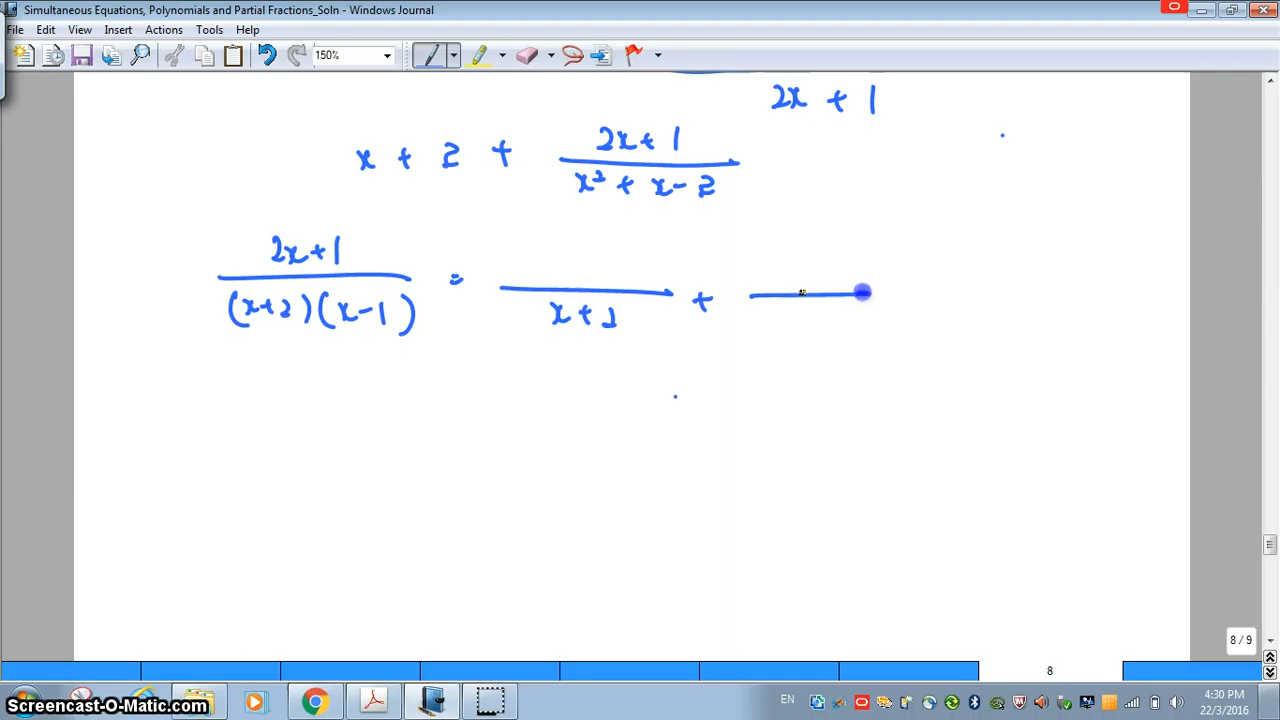 Simultaneous Equations, Polynomials and Partial Fractions_Soln - Windows Journal
File Edit View Insert Actions Tools Help
150%
2x + 1
x + 2 + 2x+1
x² + x - 2
2x+1
(x+2)(x-1) = x+2 +
8 / 9
8
Screencast-O-Matic.com
EN
4:30 PM
22/3/2016